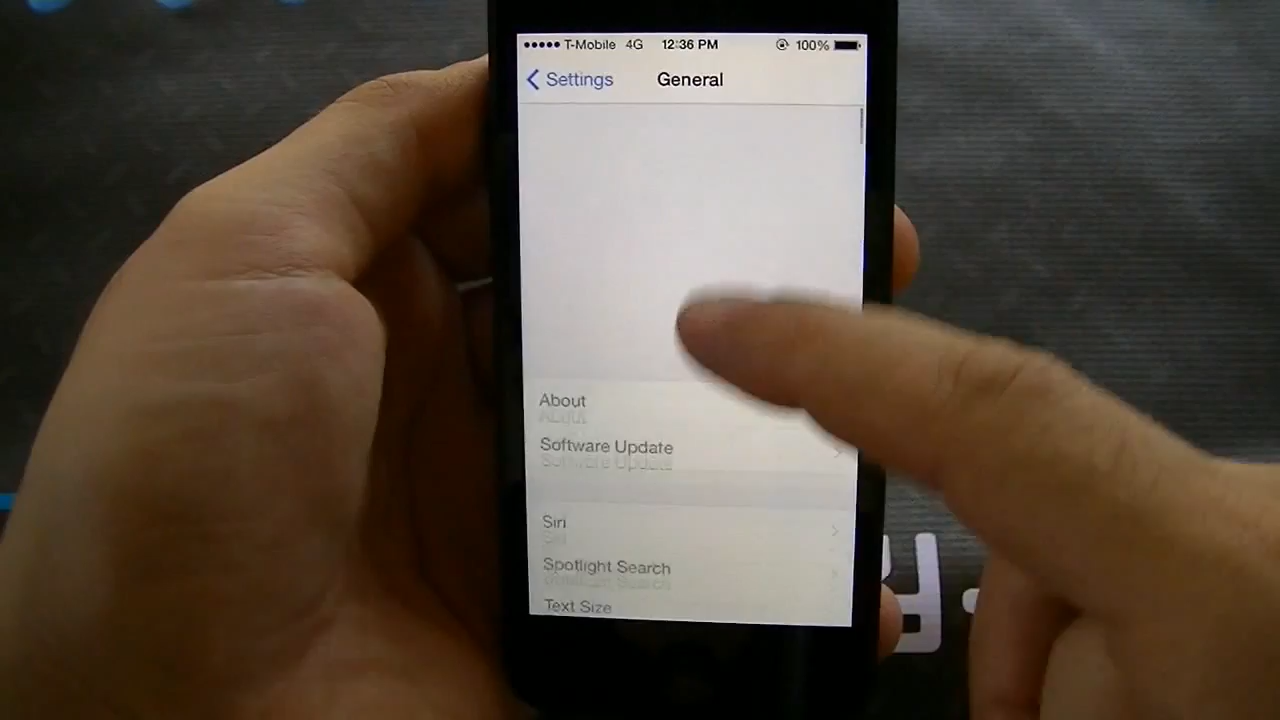 T-Mobile 4G 12:36 PM 100%
Settings General
About
Software Update
Siri
Spotlight Search
Text Size